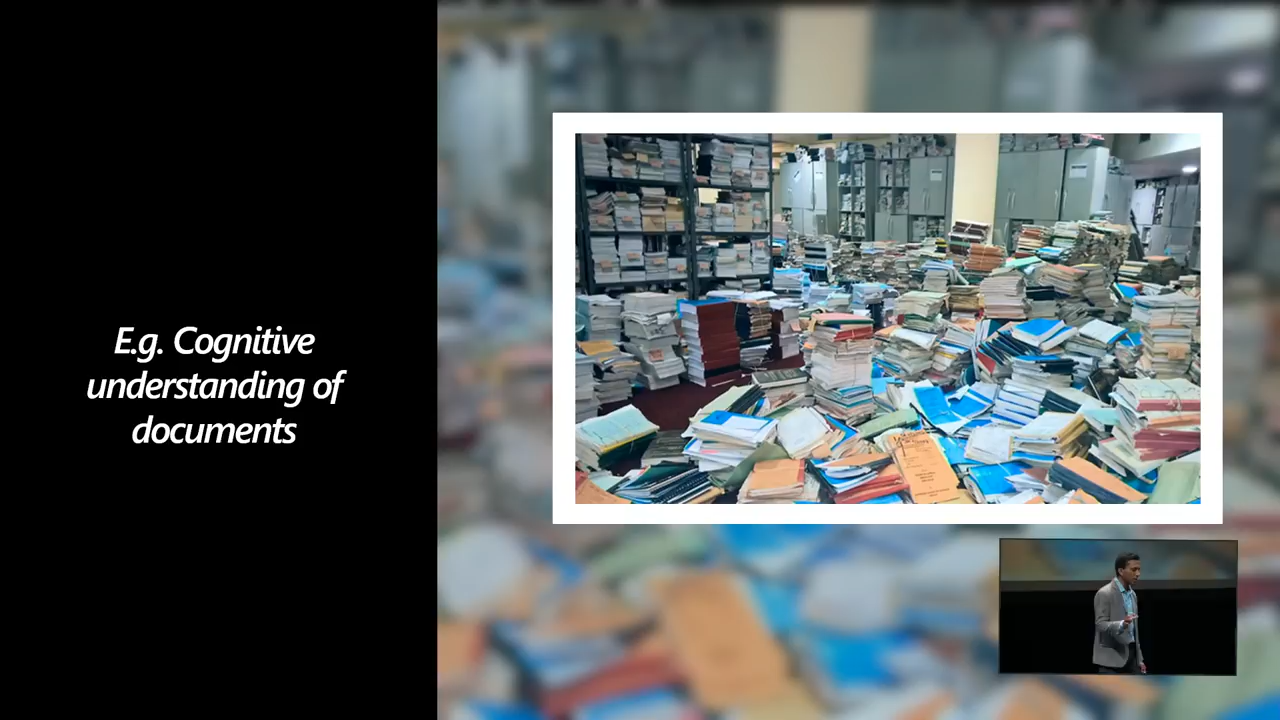 E.g. Cognitive
understanding of
documents